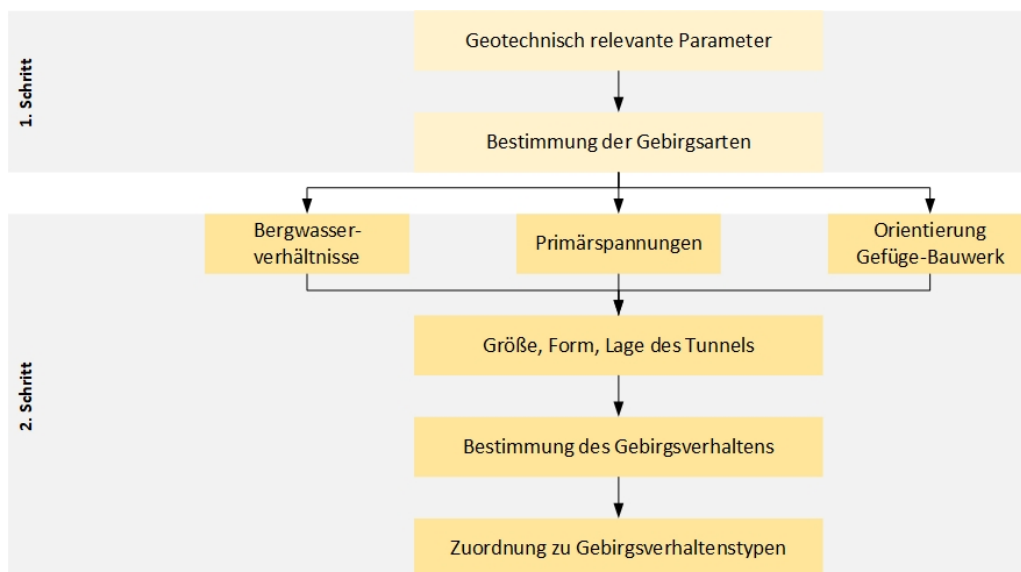 1. Schritt
Geotechnisch relevante Parameter
Bestimmung der Gebirgsarten
2. Schritt
Bergwasser-
verhältnisse
Primärspannungen
Orientierung
Gefüge-Bauwerk
Größe, Form, Lage des Tunnels
Bestimmung des Gebirgsverhaltens
Zuordnung zu Gebirgsverhaltenstypen